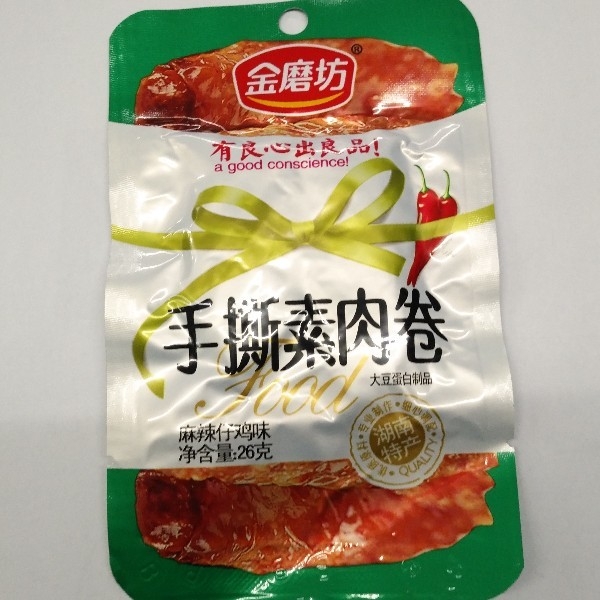 金磨坊®
有良心出良品!
a good conscience!
手撕素肉卷
Food
大豆蛋白制品
麻辣仔鸡味
净含量:26克
湖南
特产
QUALITY